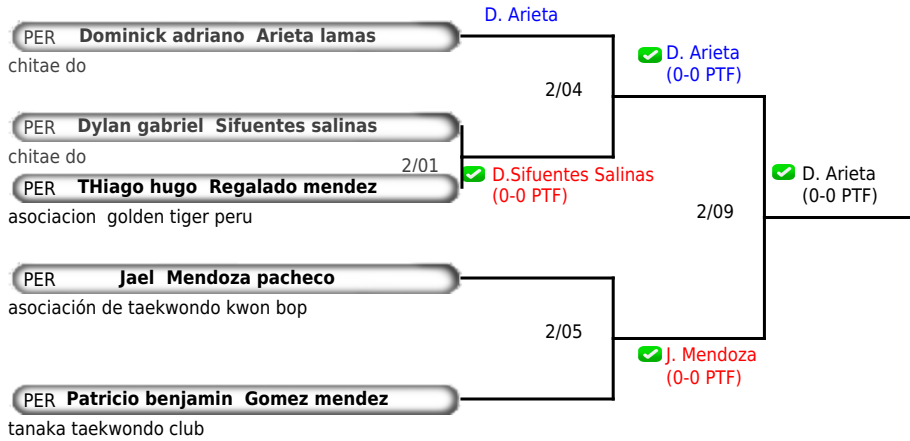 D. Arieta
PER Dominick adriano Arieta lamas
chitae do
D. Arieta
(0-0 PTF)
2/04
PER Dylan gabriel Sifuentes salinas
chitae do
2/01
D.Sifuentes Salinas
(0-0 PTF)
D. Arieta
(0-0 PTF)
PER THiago hugo Regalado mendez
asociacion golden tiger peru
2/09
PER Jael Mendoza pacheco
asociación de taekwondo kwon bop
2/05
J. Mendoza
(0-0 PTF)
PER Patricio benjamin Gomez mendez
tanaka taekwondo club